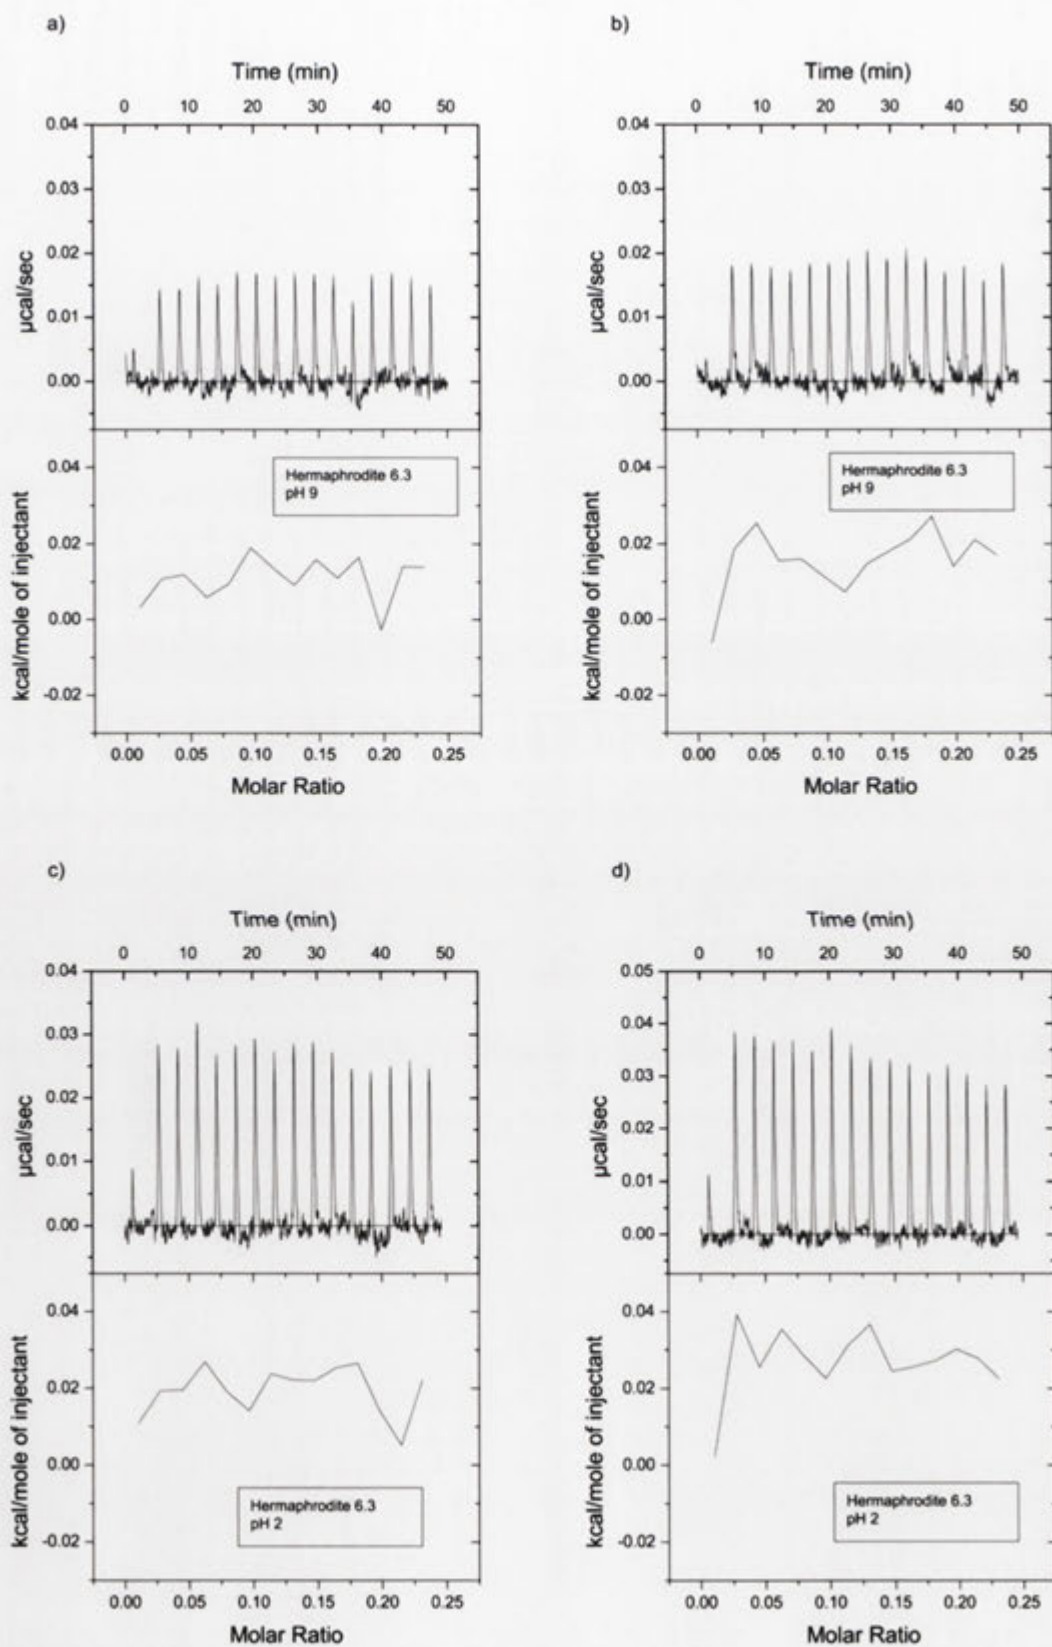 a)
Time (min)
0 10 20 30 40 50
0.04
0.03
0.02
0.01
0.00
µcal/sec
0.04
0.02
0.00
-0.02
kcal/mole of injectant
Hermaphrodite 6.3
pH 9
0.00 0.05 0.10 0.15 0.20 0.25
Molar Ratio
b)
Time (min)
0 10 20 30 40 50
0.04
0.03
0.02
0.01
0.00
µcal/sec
0.04
0.02
0.00
-0.02
kcal/mole of injectant
Hermaphrodite 6.3
pH 9
0.00 0.05 0.10 0.15 0.20 0.25
Molar Ratio
c)
Time (min)
0 10 20 30 40 50
0.04
0.03
0.02
0.01
0.00
µcal/sec
0.04
0.02
0.00
-0.02
kcal/mole of injectant
Hermaphrodite 6.3
pH 2
0.00 0.05 0.10 0.15 0.20 0.25
Molar Ratio
d)
Time (min)
0 10 20 30 40 50
0.05
0.04
0.03
0.02
0.01
0.00
µcal/sec
0.04
0.02
0.00
-0.02
kcal/mole of injectant
Hermaphrodite 6.3
pH 2
0.00 0.05 0.10 0.15 0.20 0.25
Molar Ratio